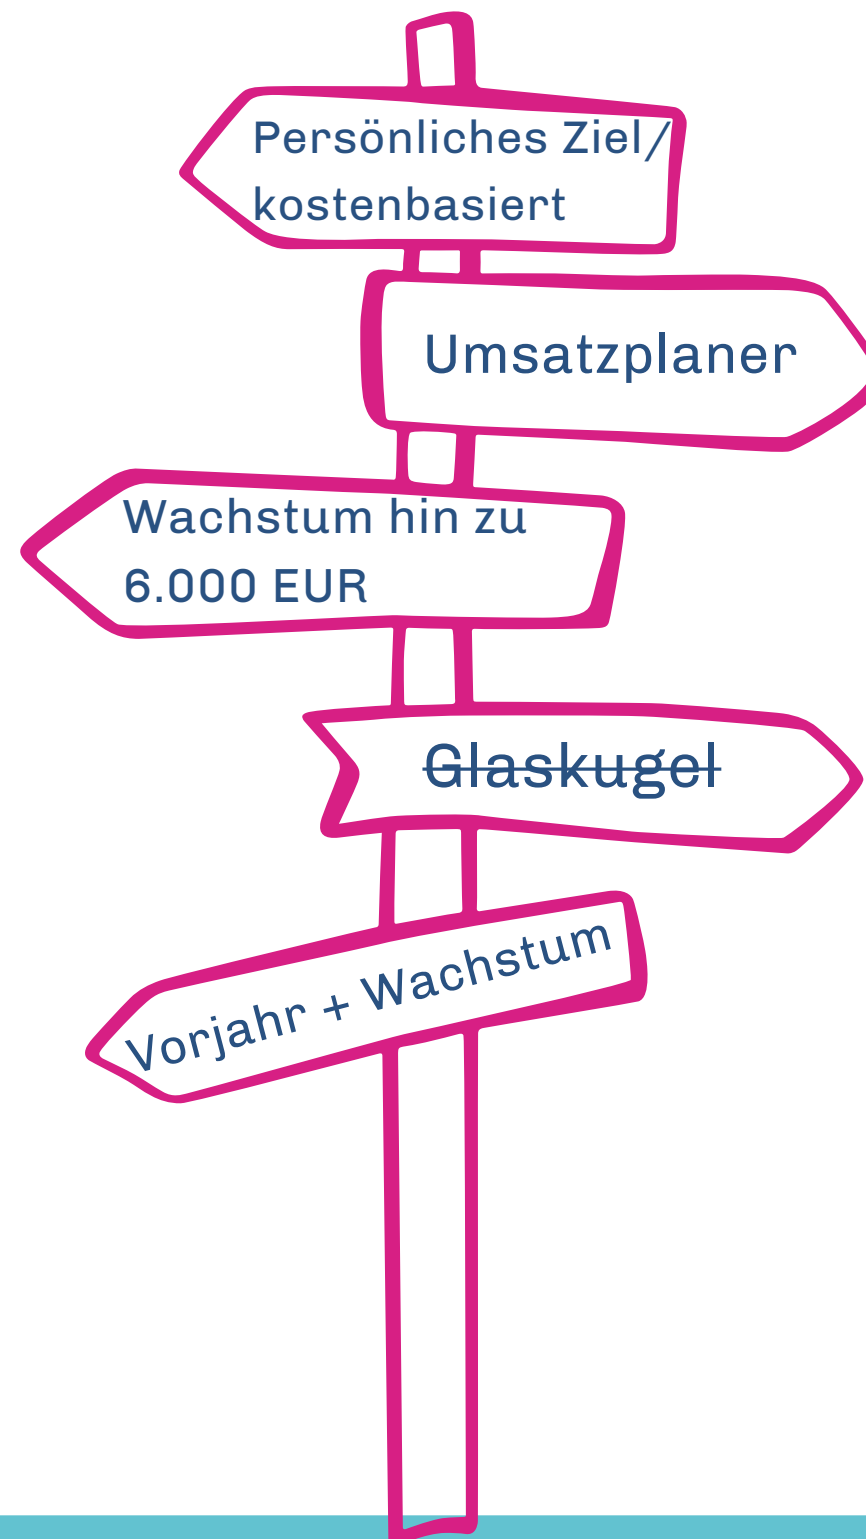 Persönliches Ziel/
kostenbasiert
Umsatzplaner
Wachstum hin zu
6.000 EUR
Glaskugel
Vorjahr + Wachstum